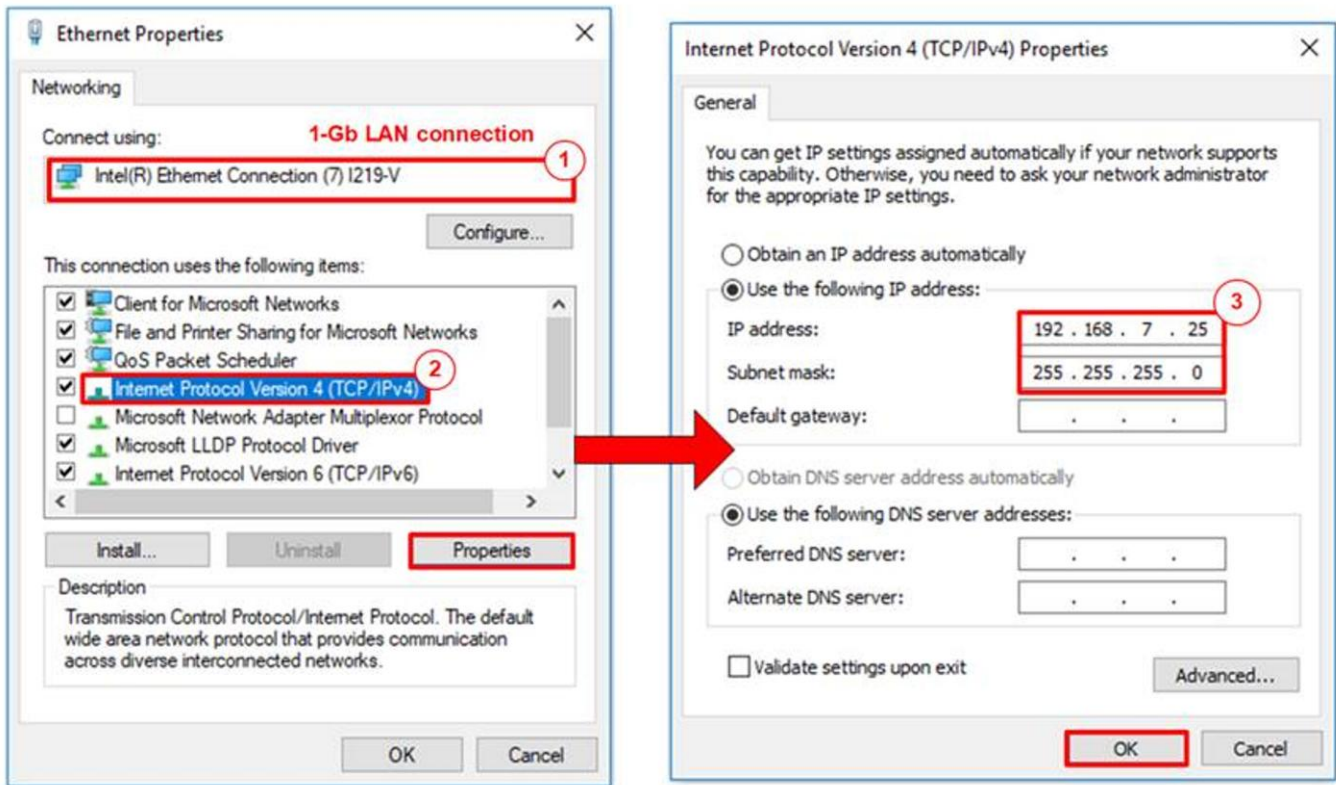 Ethernet Properties
Networking
Connect using:
1-Gb LAN connection
1
Intel(R) Ethernet Connection (7) I219-V
Configure...
This connection uses the following items:
Client for Microsoft Networks
File and Printer Sharing for Microsoft Networks
QoS Packet Scheduler
2
Internet Protocol Version 4 (TCP/IPv4)
Microsoft Network Adapter Multiplexor Protocol
Microsoft LLDP Protocol Driver
Internet Protocol Version 6 (TCP/IPv6)
Install... Uninstall Properties
Description
Transmission Control Protocol/Internet Protocol. The default
wide area network protocol that provides communication
across diverse interconnected networks.
OK Cancel
Internet Protocol Version 4 (TCP/IPv4) Properties
General
You can get IP settings assigned automatically if your network supports
this capability. Otherwise, you need to ask your network administrator
for the appropriate IP settings.
Obtain an IP address automatically
Use the following IP address:
3
IP address: 192 . 168 . 7 . 25
Subnet mask: 255 . 255 . 255 . 0
Default gateway: . . .
Obtain DNS server address automatically
Use the following DNS server addresses:
Preferred DNS server: . . .
Alternate DNS server: . . .
Validate settings upon exit
Advanced...
OK Cancel